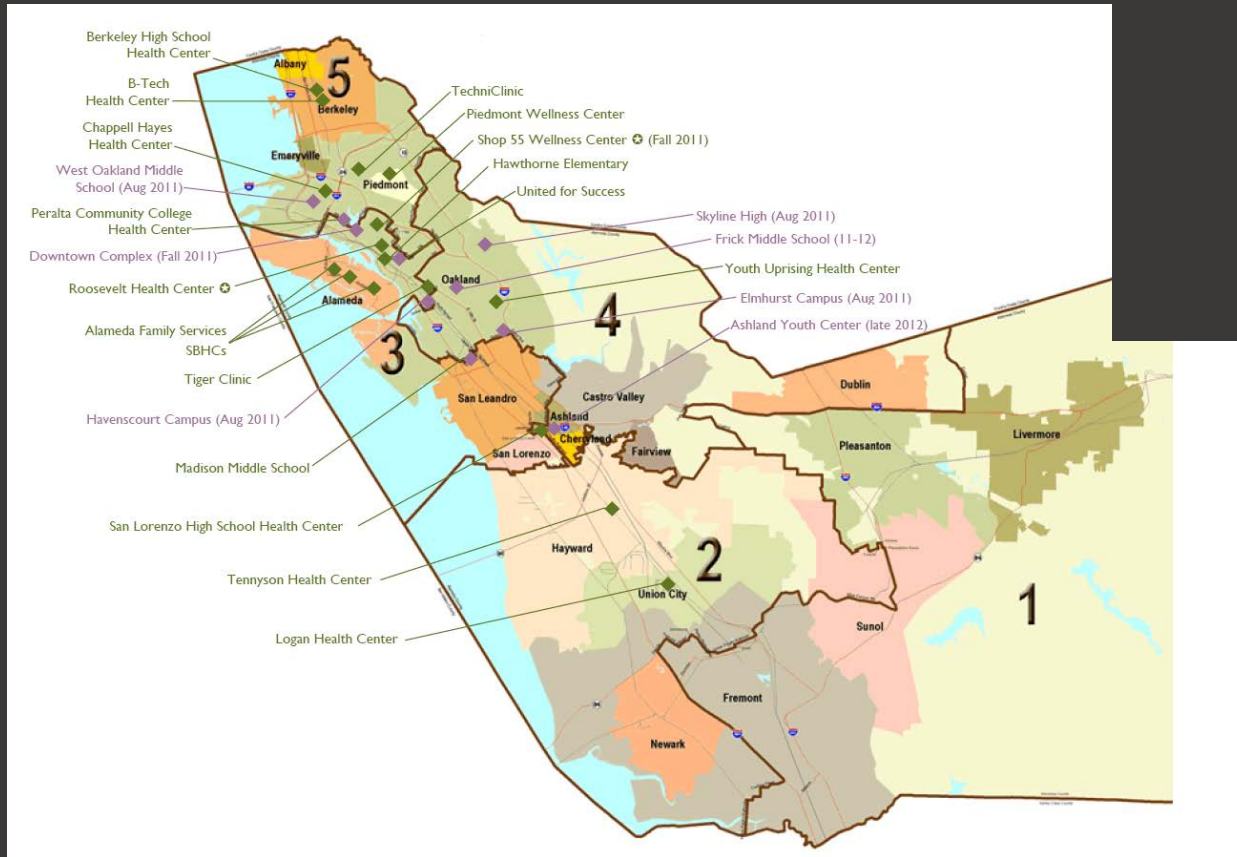 Berkeley High School
Health Center
B-Tech
Health Center
Chappell Hayes
Health Center
West Oakland Middle
School (Aug 2011)
Peralta Community College
Health Center
Downtown Complex (Fall 2011)
Roosevelt Health Center ✪
Alameda Family Services
SBHCs
Tiger Clinic
Havenscourt Campus (Aug 2011)
Madison Middle School
San Lorenzo High School Health Center
Tennyson Health Center
Logan Health Center
TechniClinic
Piedmont Wellness Center
Shop 55 Wellness Center ✪ (Fall 2011)
Hawthorne Elementary
United for Success
Skyline High (Aug 2011)
Frick Middle School (11-12)
Youth Uprising Health Center
Elmhurst Campus (Aug 2011)
Ashland Youth Center (late 2012)
Albany
5
Berkeley
Emeryville
Piedmont
Oakland
Alameda
4
3
San Leandro
Castro Valley
Ashland
Cherryland
San Lorenzo
Fairview
Dublin
Pleasanton
Livermore
Hayward
2
Union City
1
Sunol
Fremont
Newark